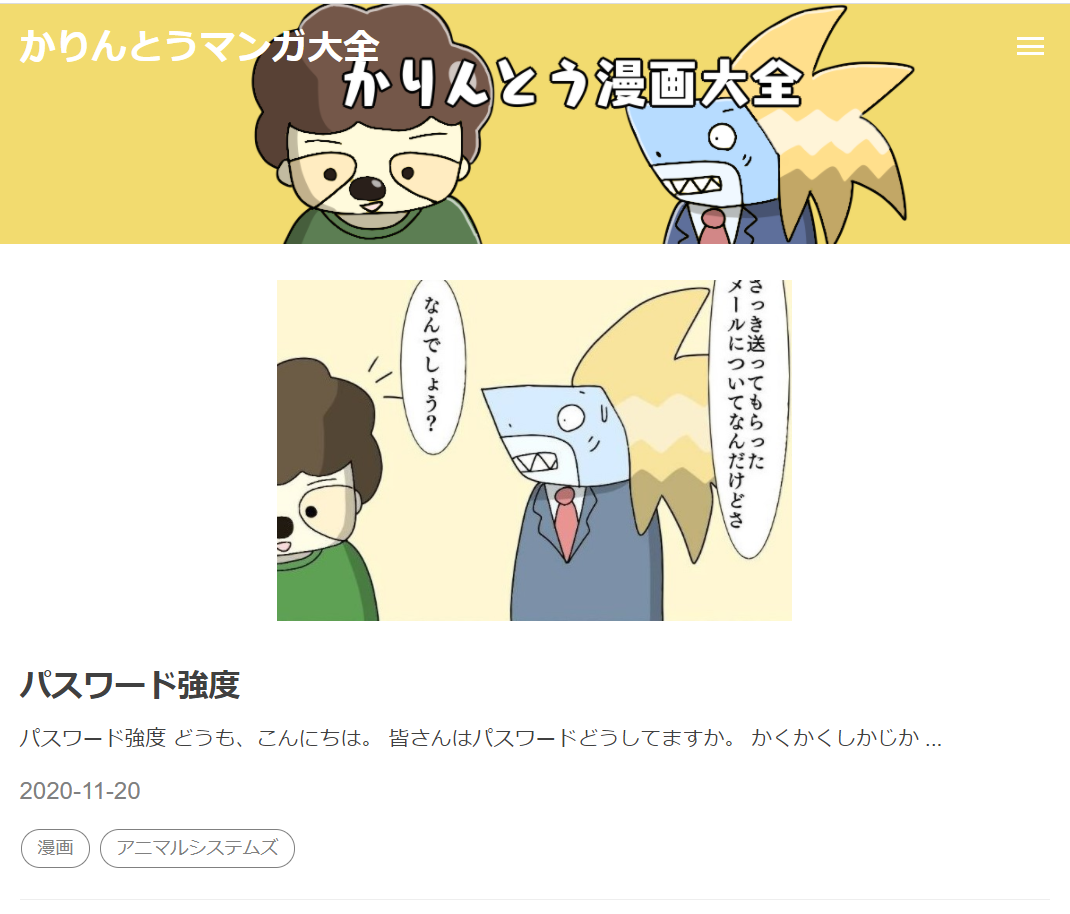 かりんとうマンガ大全
かりんとう漫画大全
さっき送ってもらった
メールについてなんだけどさ
なんでしょう?
パスワード強度
パスワード強度 どうも、こんにちは。 皆さんはパスワードどうしてますか。 かくかくしかじか ...
2020-11-20
漫画
アニマルシステムズ